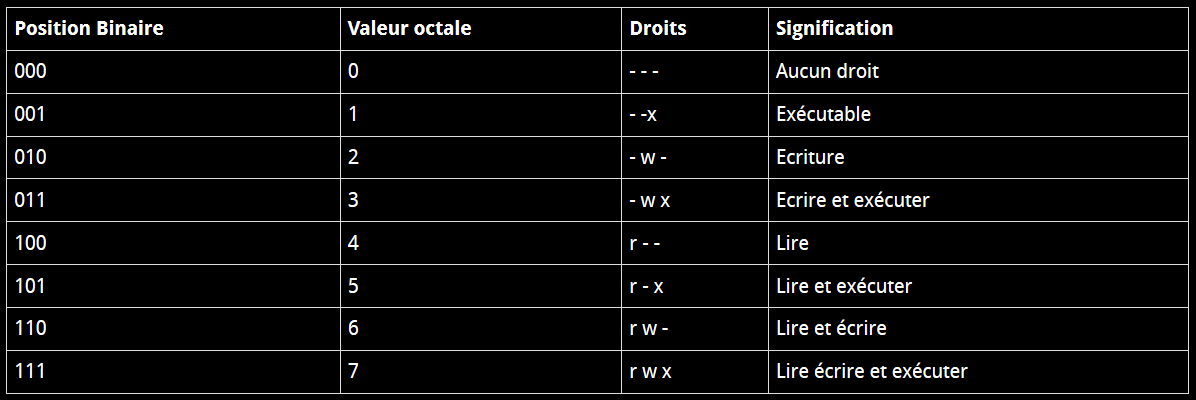 Position Binaire Valeur octale Droits Signification
000 0 - - - Aucun droit
001 1 - -x Exécutable
010 2 - w - Ecriture
011 3 - w x Ecrire et exécuter
100 4 r - - Lire
101 5 r - x Lire et exécuter
110 6 r w - Lire et écrire
111 7 r w x Lire écrire et exécuter